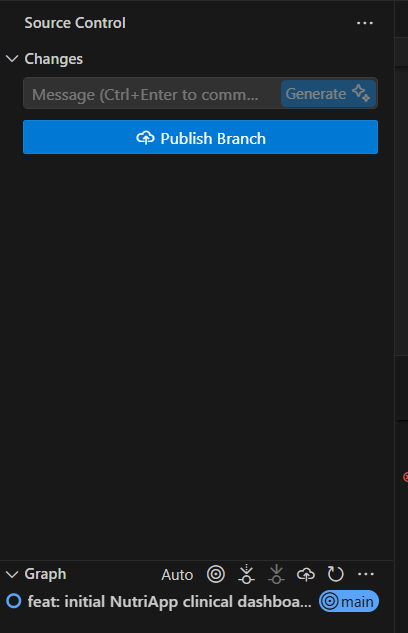 Source Control
Changes
Message (Ctrl+Enter to comm...
Generate
Publish Branch
Graph
Auto
feat: initial NutriApp clinical dashboa...
main